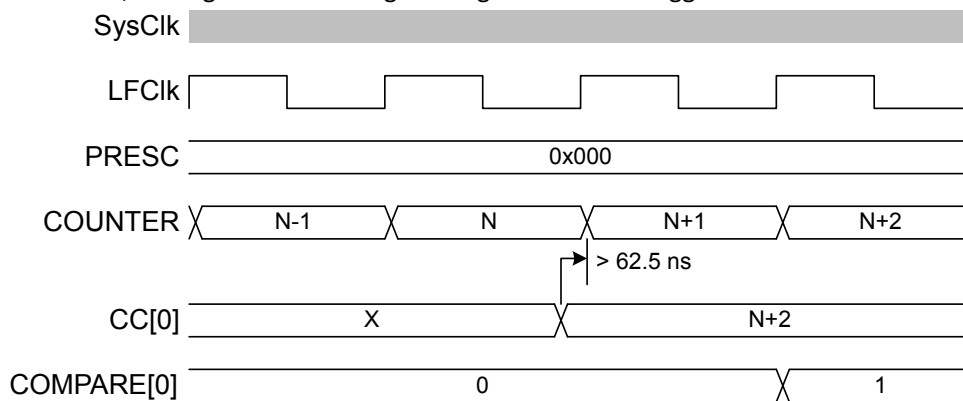 SysClk
LFClk
PRESC 0x000
COUNTER N-1 N N+1 N+2
> 62.5 ns
CC[0] X N+2
COMPARE[0] 0 1